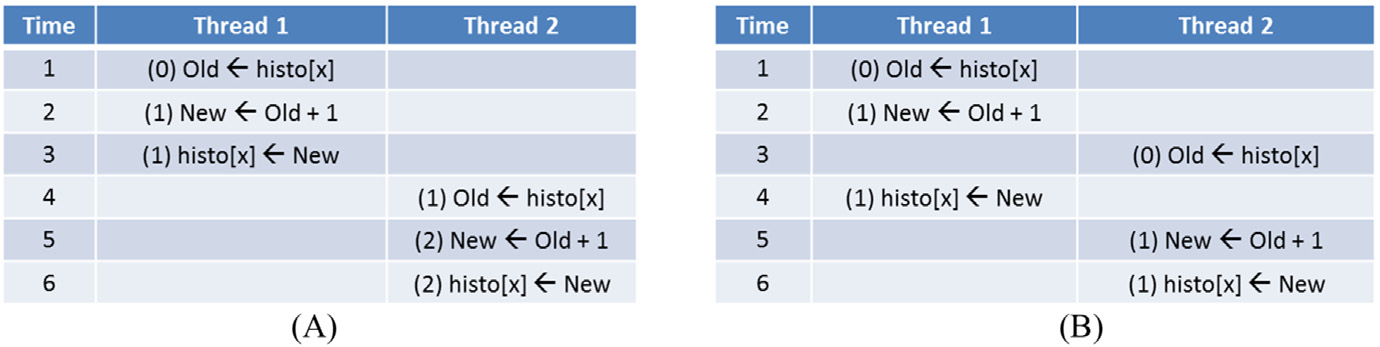 Time Thread 1 Thread 2
1 (0) Old ← histo[x]
2 (1) New ← Old + 1
3 (1) histo[x] ← New
4 (1) Old ← histo[x]
5 (2) New ← Old + 1
6 (2) histo[x] ← New
(A)
Time Thread 1 Thread 2
1 (0) Old ← histo[x]
2 (1) New ← Old + 1
3 (0) Old ← histo[x]
4 (1) histo[x] ← New
5 (1) New ← Old + 1
6 (1) histo[x] ← New
(B)